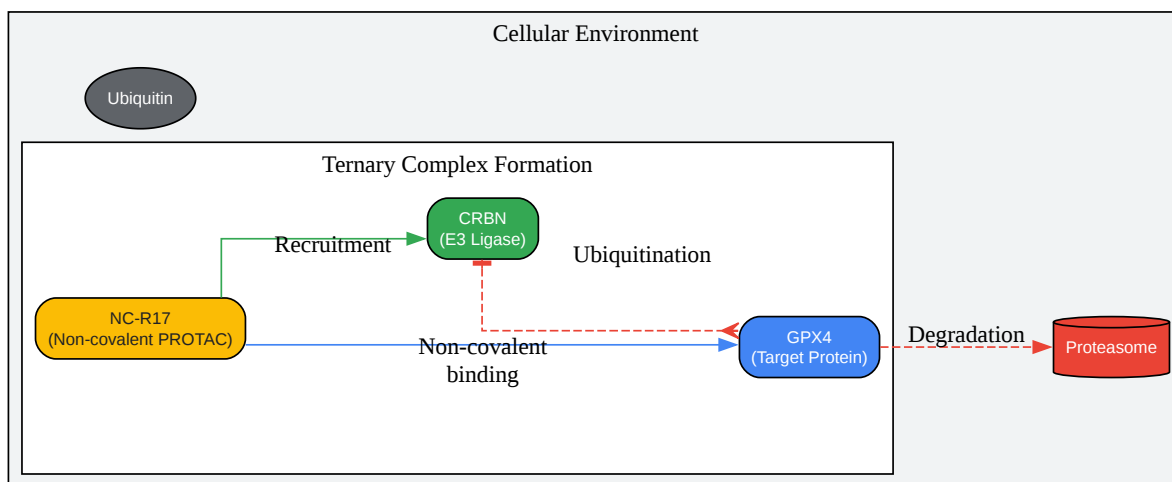 Cellular Environment
Ubiquitin
Ternary Complex Formation
CRBN
(E3 Ligase)
Recruitment
Ubiquitination
NC-R17
(Non-covalent PROTAC)
Non-covalent
binding
GPX4
(Target Protein)
Degradation
Proteasome